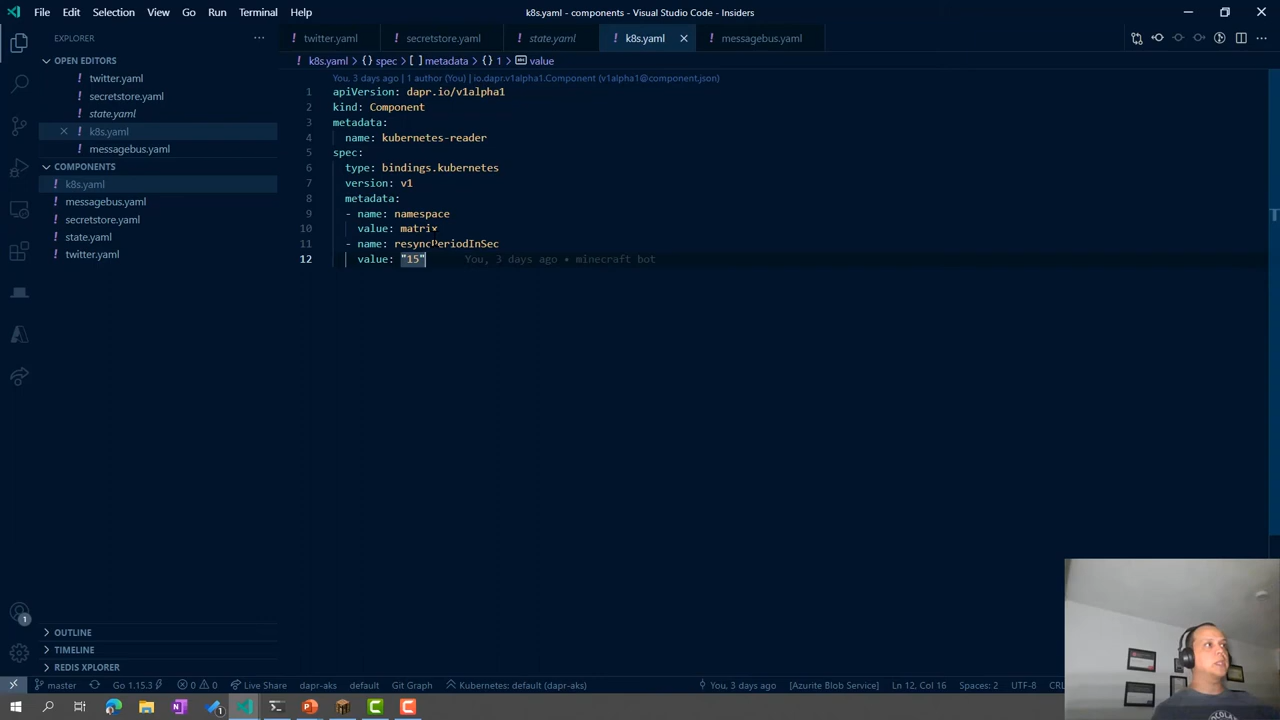 File Edit Selection View Go Run Terminal Help
k8s.yaml - components - Visual Studio Code - Insiders
EXPLORER
OPEN EDITORS
twitter.yaml
secretstore.yaml
state.yaml
k8s.yaml
messagebus.yaml
COMPONENTS
k8s.yaml
messagebus.yaml
secretstore.yaml
state.yaml
twitter.yaml
OUTLINE
TIMELINE
REDIS XPLORER
twitter.yaml secretstore.yaml state.yaml k8s.yaml messagebus.yaml
k8s.yaml > {} spec > [ ] metadata > {} 1 > abc value
You, 3 days ago | 1 author (You) | io.dapr.v1alpha1.Component (v1alpha1@component.json)
1 apiVersion: dapr.io/v1alpha1
2 kind: Component
3 metadata:
4 name: kubernetes-reader
5 spec:
6 type: bindings.kubernetes
7 version: v1
8 metadata:
9 - name: namespace
10 value: matrix
11 - name: resyncPeriodInSec
12 value: "15" You, 3 days ago • minecraft bot
1
master Go 1.15.3 0 0 Live Share dapr-aks default Git Graph Kubernetes: default (dapr-aks) You, 3 days ago [Azurite Blob Service] Ln 12, Col 16 Spaces: 2 UTF-8 CRL